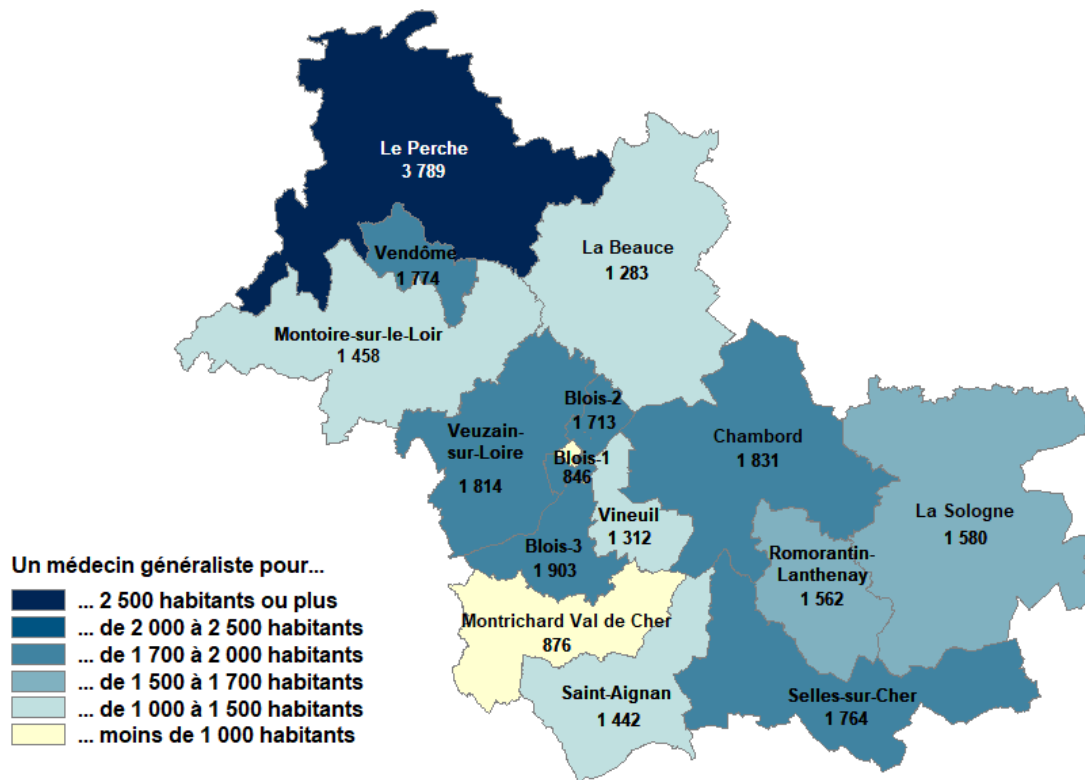 Le Perche
3 789
Vendôme
1 774
La Beauce
1 283
Montoire-sur-le-Loir
1 458
Blois-2
1 713
Veuzain-
sur-Loire
1 814
Blois-1
846
Chambord
1 831
Vineuil
1 312
La Sologne
1 580
Blois-3
1 903
Romorantin-
Lanthenay
1 562
Montrichard Val de Cher
876
Saint-Aignan
1 442
Selles-sur-Cher
1 764
Un médecin généraliste pour...
... 2 500 habitants ou plus
... de 2 000 à 2 500 habitants
... de 1 700 à 2 000 habitants
... de 1 500 à 1 700 habitants
... de 1 000 à 1 500 habitants
... moins de 1 000 habitants